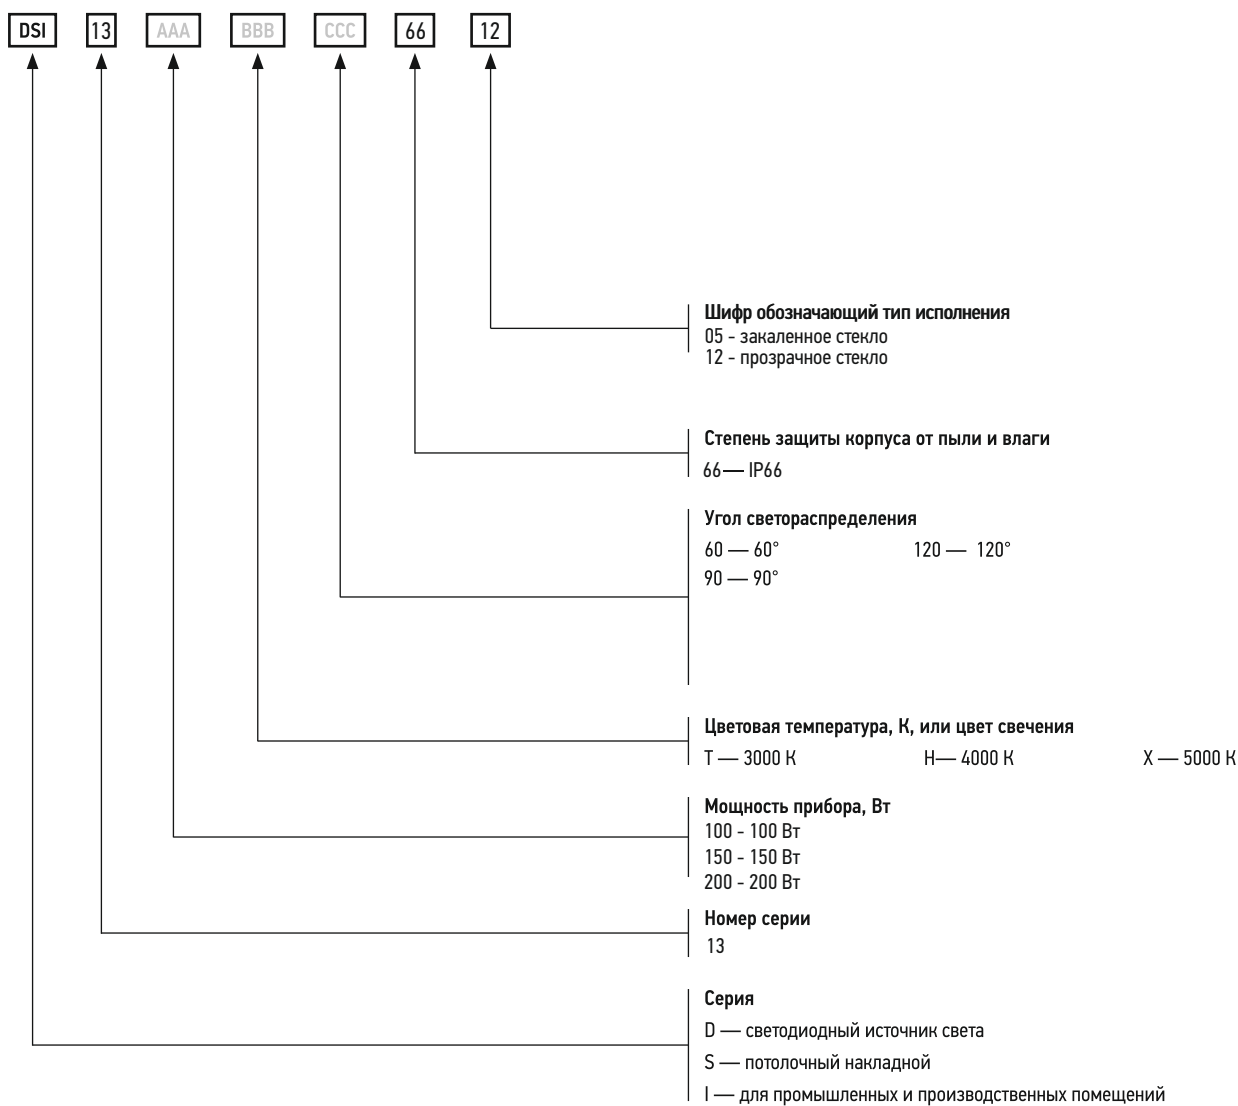 DSI 13 AAA BBB CCC 66 12
Шифр обозначающий тип исполнения
05 - закаленное стекло
12 - прозрачное стекло
Степень защиты корпуса от пыли и влаги
66— IP66
Угол светораспределения
60 — 60° 120 — 120°
90 — 90°
Цветовая температура, К, или цвет свечения
Т — 3000 К Н— 4000 К Х — 5000 К
Мощность прибора, Вт
100 - 100 Вт
150 - 150 Вт
200 - 200 Вт
Номер серии
13
Серия
D — светодиодный источник света
S — потолочный накладной
I — для промышленных и производственных помещений